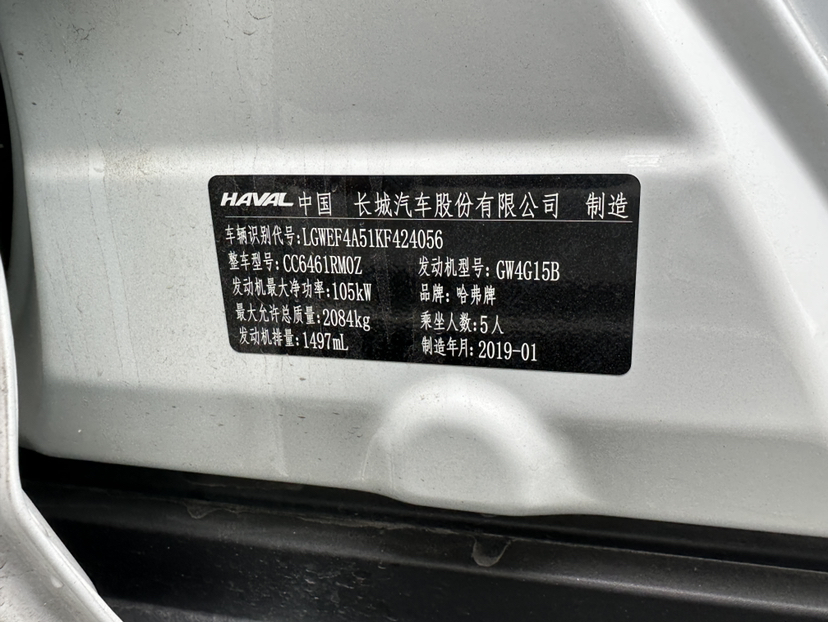 HAVAL 中国 长城汽车股份有限公司 制造
车辆识别代号:LGWEF4A51KF424056
整车型号:CC6461RM0Z 发动机型号:GW4G15B
发动机最大净功率:105kW 品牌:哈弗牌
最大允许总质量:2084kg 乘坐人数:5人
发动机排量:1497mL 制造年月:2019-01